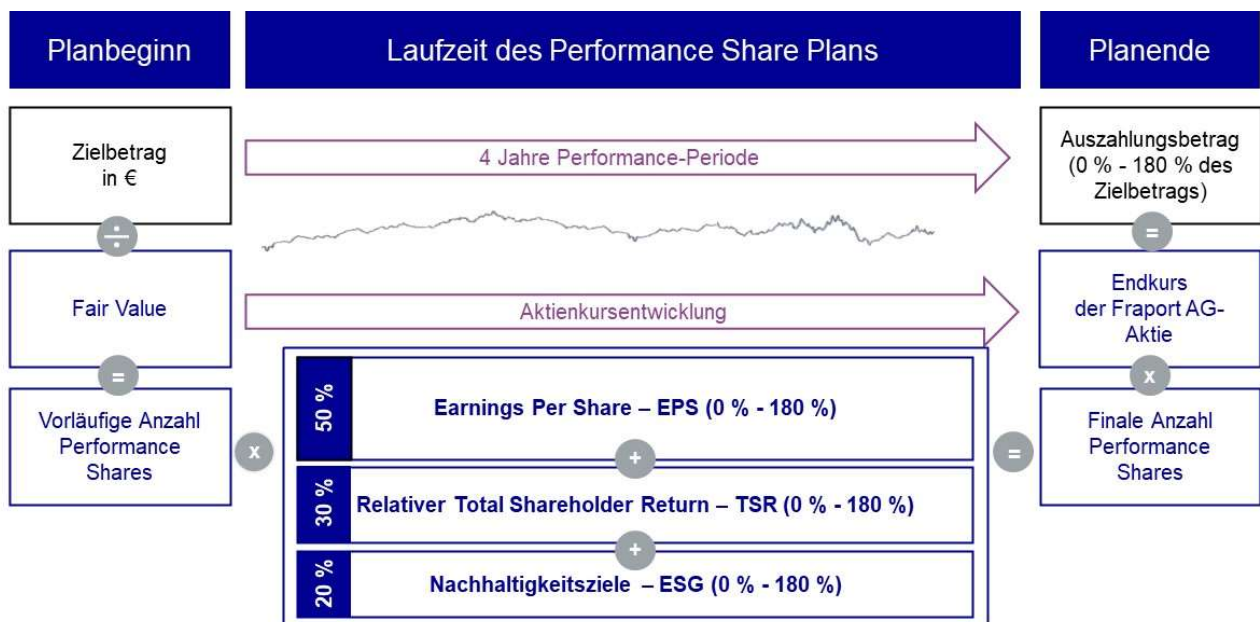 Planbeginn
Laufzeit des Performance Share Plans
Planende
Zielbetrag
in €
÷
Fair Value
=
Vorläufige Anzahl
Performance
Shares
x
4 Jahre Performance-Periode
Aktienkursentwicklung
50 %
Earnings Per Share – EPS (0 % - 180 %)
+
30 %
Relativer Total Shareholder Return – TSR (0 % - 180 %)
+
20 %
Nachhaltigkeitsziele – ESG (0 % - 180 %)
=
Auszahlungsbetrag
(0 % - 180 % des
Zielbetrags)
=
Endkurs
der Fraport AG-
Aktie
x
Finale Anzahl
Performance
Shares